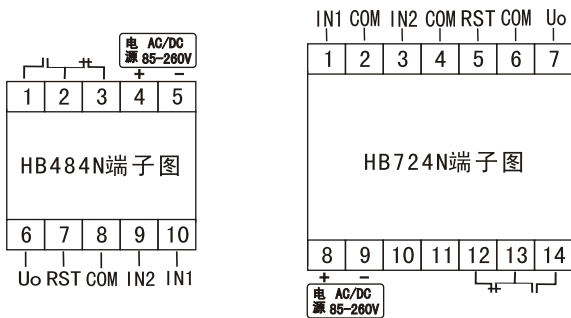 电源 AC/DC 85-260V
+ −
1 2 3 4 5
HB484N端子图
6 7 8 9 10
Uo RST COM IN2 IN1
IN1 COM IN2 COM RST COM Uo
1 2 3 4 5 6 7
HB724N端子图
8 9 10 11 12 13 14
+ −
电源 AC/DC 85-260V